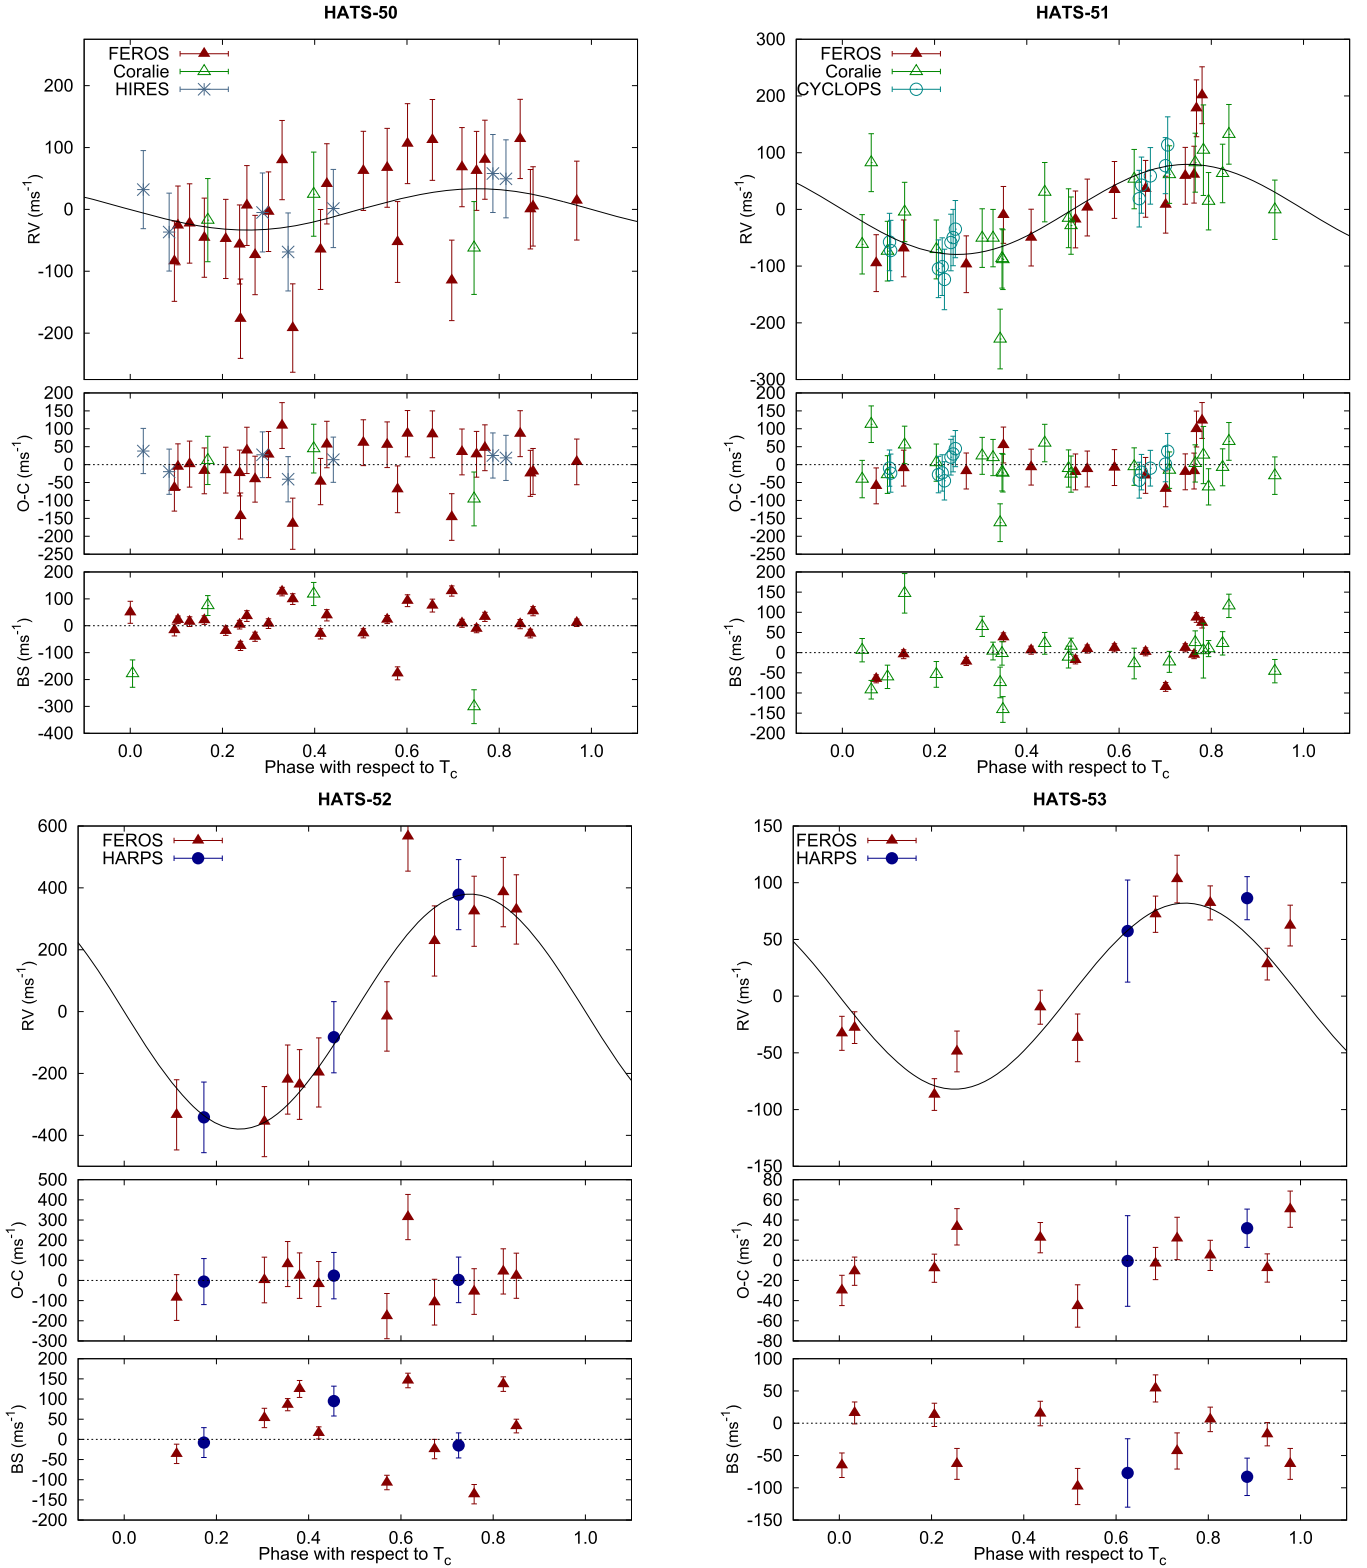 HATS-50
FEROS
Coralie
HIRES
RV (ms-1)
200
100
0
-100
-200
O-C (ms-1)
200
150
100
50
0
-50
-100
-150
-200
-250
BS (ms-1)
200
100
0
-100
-200
-300
-400
0.0 0.2 0.4 0.6 0.8 1.0
Phase with respect to Tc
HATS-51
FEROS
Coralie
CYCLOPS
RV (ms-1)
300
200
100
0
-100
-200
-300
O-C (ms-1)
200
150
100
50
0
-50
-100
-150
-200
-250
BS (ms-1)
200
150
100
50
0
-50
-100
-150
-200
0.0 0.2 0.4 0.6 0.8 1.0
Phase with respect to Tc
HATS-52
FEROS
HARPS
RV (ms-1)
600
400
200
0
-200
-400
O-C (ms-1)
500
400
300
200
100
0
-100
-200
-300
BS (ms-1)
200
150
100
50
0
-50
-100
-150
-200
0.0 0.2 0.4 0.6 0.8 1.0
Phase with respect to Tc
HATS-53
FEROS
HARPS
RV (ms-1)
150
100
50
0
-50
-100
-150
O-C (ms-1)
80
60
40
20
0
-20
-40
-60
-80
BS (ms-1)
100
50
0
-50
-100
-150
0.0 0.2 0.4 0.6 0.8 1.0
Phase with respect to Tc